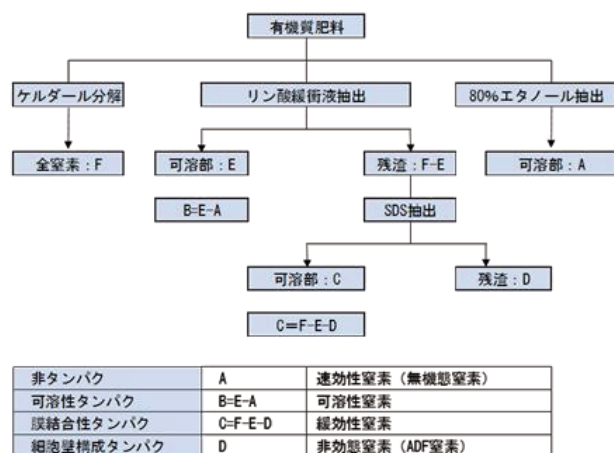 有機質肥料
ケルダール分解 リン酸緩衝液抽出 80%エタノール抽出
全窒素：F 可溶部：E 残渣：F-E 可溶部：A
B=E-A SDS抽出
可溶部：C 残渣：D
C=F-E-D
非タンパク A 速効性窒素（無機態窒素）
可溶性タンパク B=E-A 可溶性窒素
膜結合性タンパク C=F-E-D 緩効性窒素
細胞壁構成タンパク D 非効態窒素（ADF窒素）